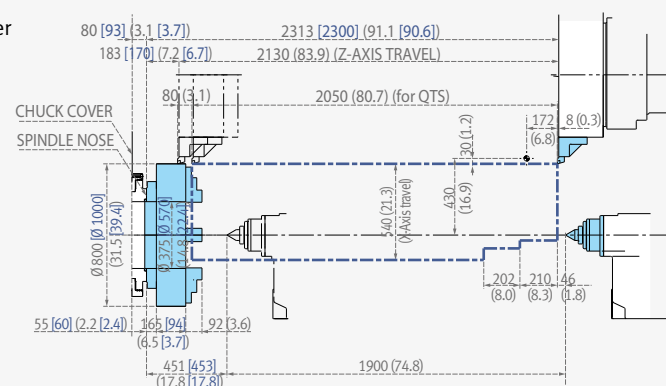 er
80 [93] (3.1 [3.7])
2313 [2300] (91.1 [90.6])
183 [170] (7.2 [6.7])
2130 (83.9) (Z-AXIS TRAVEL)
80 (3.1)
2050 (80.7) (for QTS)
CHUCK COVER
SPINDLE NOSE
172
(6.8)
8 (0.3)
30 (1.2)
430
(16.9)
540 (21.3)
(X-Axis travel)
Ø 800 [Ø 1000]
(31.5 [39.4])
Ø 375 [Ø 570]
(14.8 [22.4])
202
(8.0)
210
(8.3)
46
(1.8)
55 [60] (2.2 [2.4])
165 [94]
(6.5 [3.7])
92 (3.6)
451 [453]
(17.8 [17.8])
1900 (74.8)